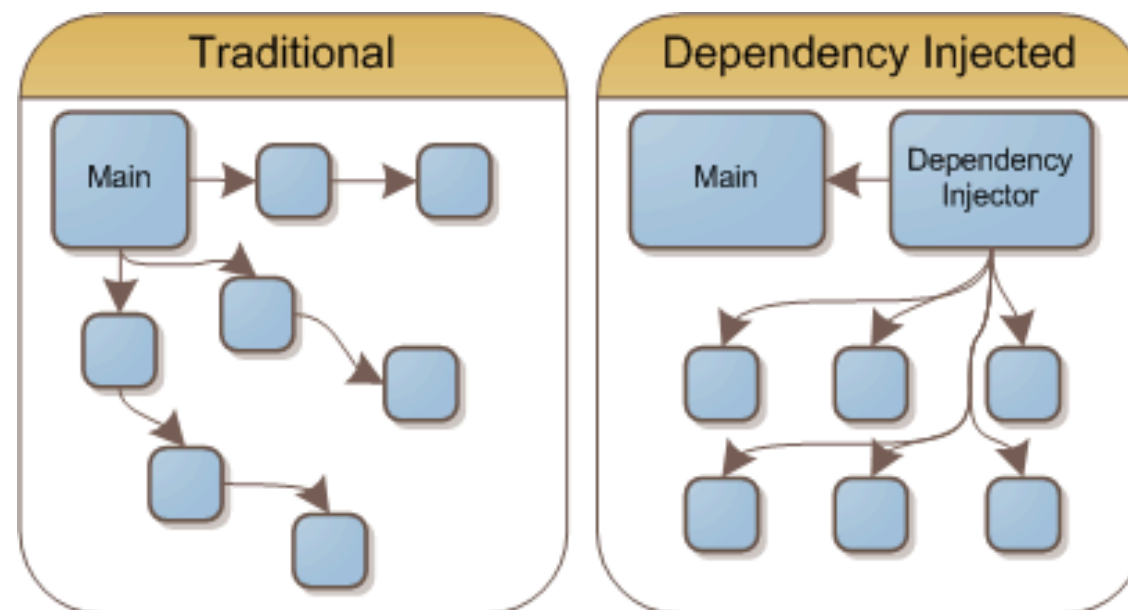 Traditional
Main
Dependency Injected
Main
Dependency
Injector